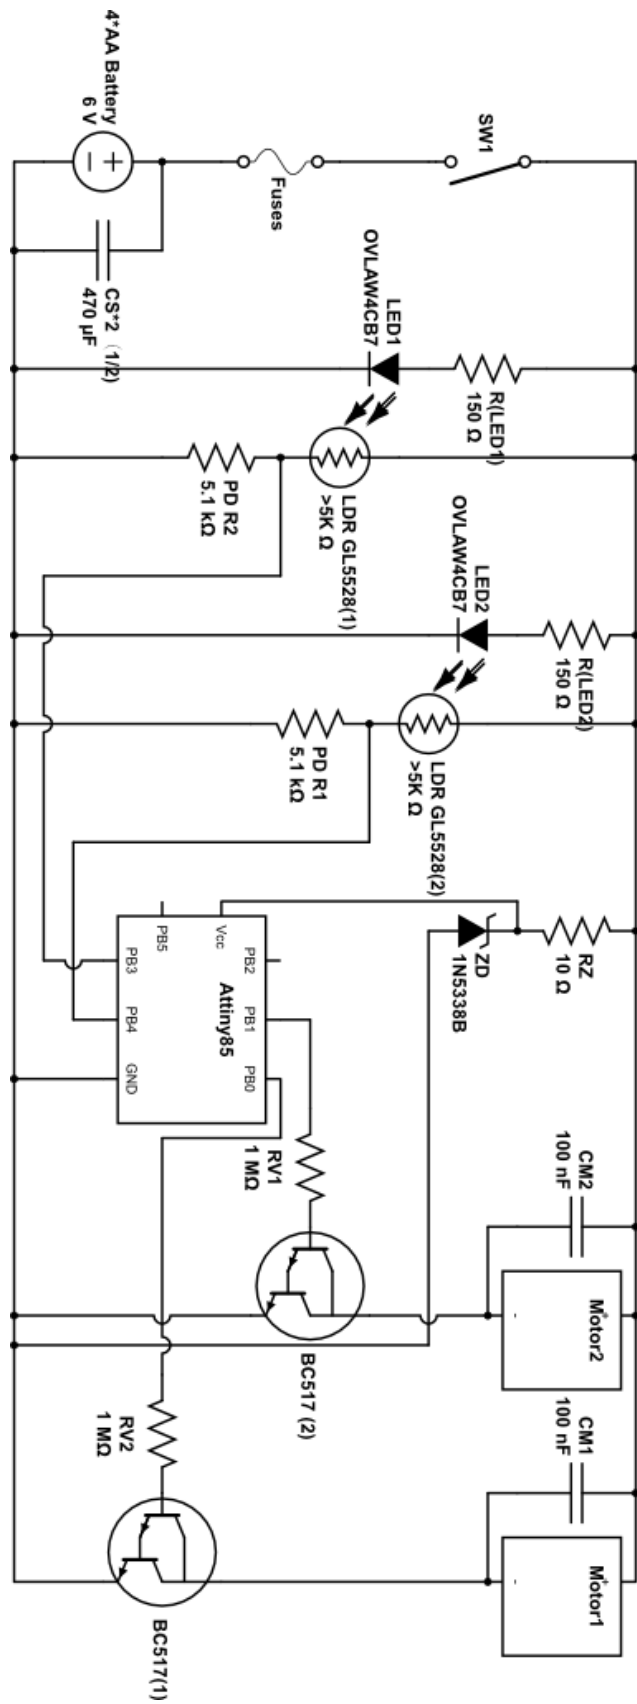 4*AA Battery
6 V
CS*2 (1/2)
470 µF
Fuses
SW1
LED1
OVLAW4CB7
R(LED1)
150 Ω
PD R2
5.1 kΩ
LDR GL5528(1)
>5K Ω
LED2
OVLAW4CB7
R(LED2)
150 Ω
PD R1
5.1 kΩ
LDR GL5528(2)
>5K Ω
ZD
1N5338B
RZ
10 Ω
Attiny85
PB5
Vcc
PB3
PB2
PB4
PB1
GND
PB0
RV1
1 MΩ
BC517 (2)
CM2
100 nF
Motor2
+
-
RV2
1 MΩ
BC517(1)
CM1
100 nF
Motor1
+
-